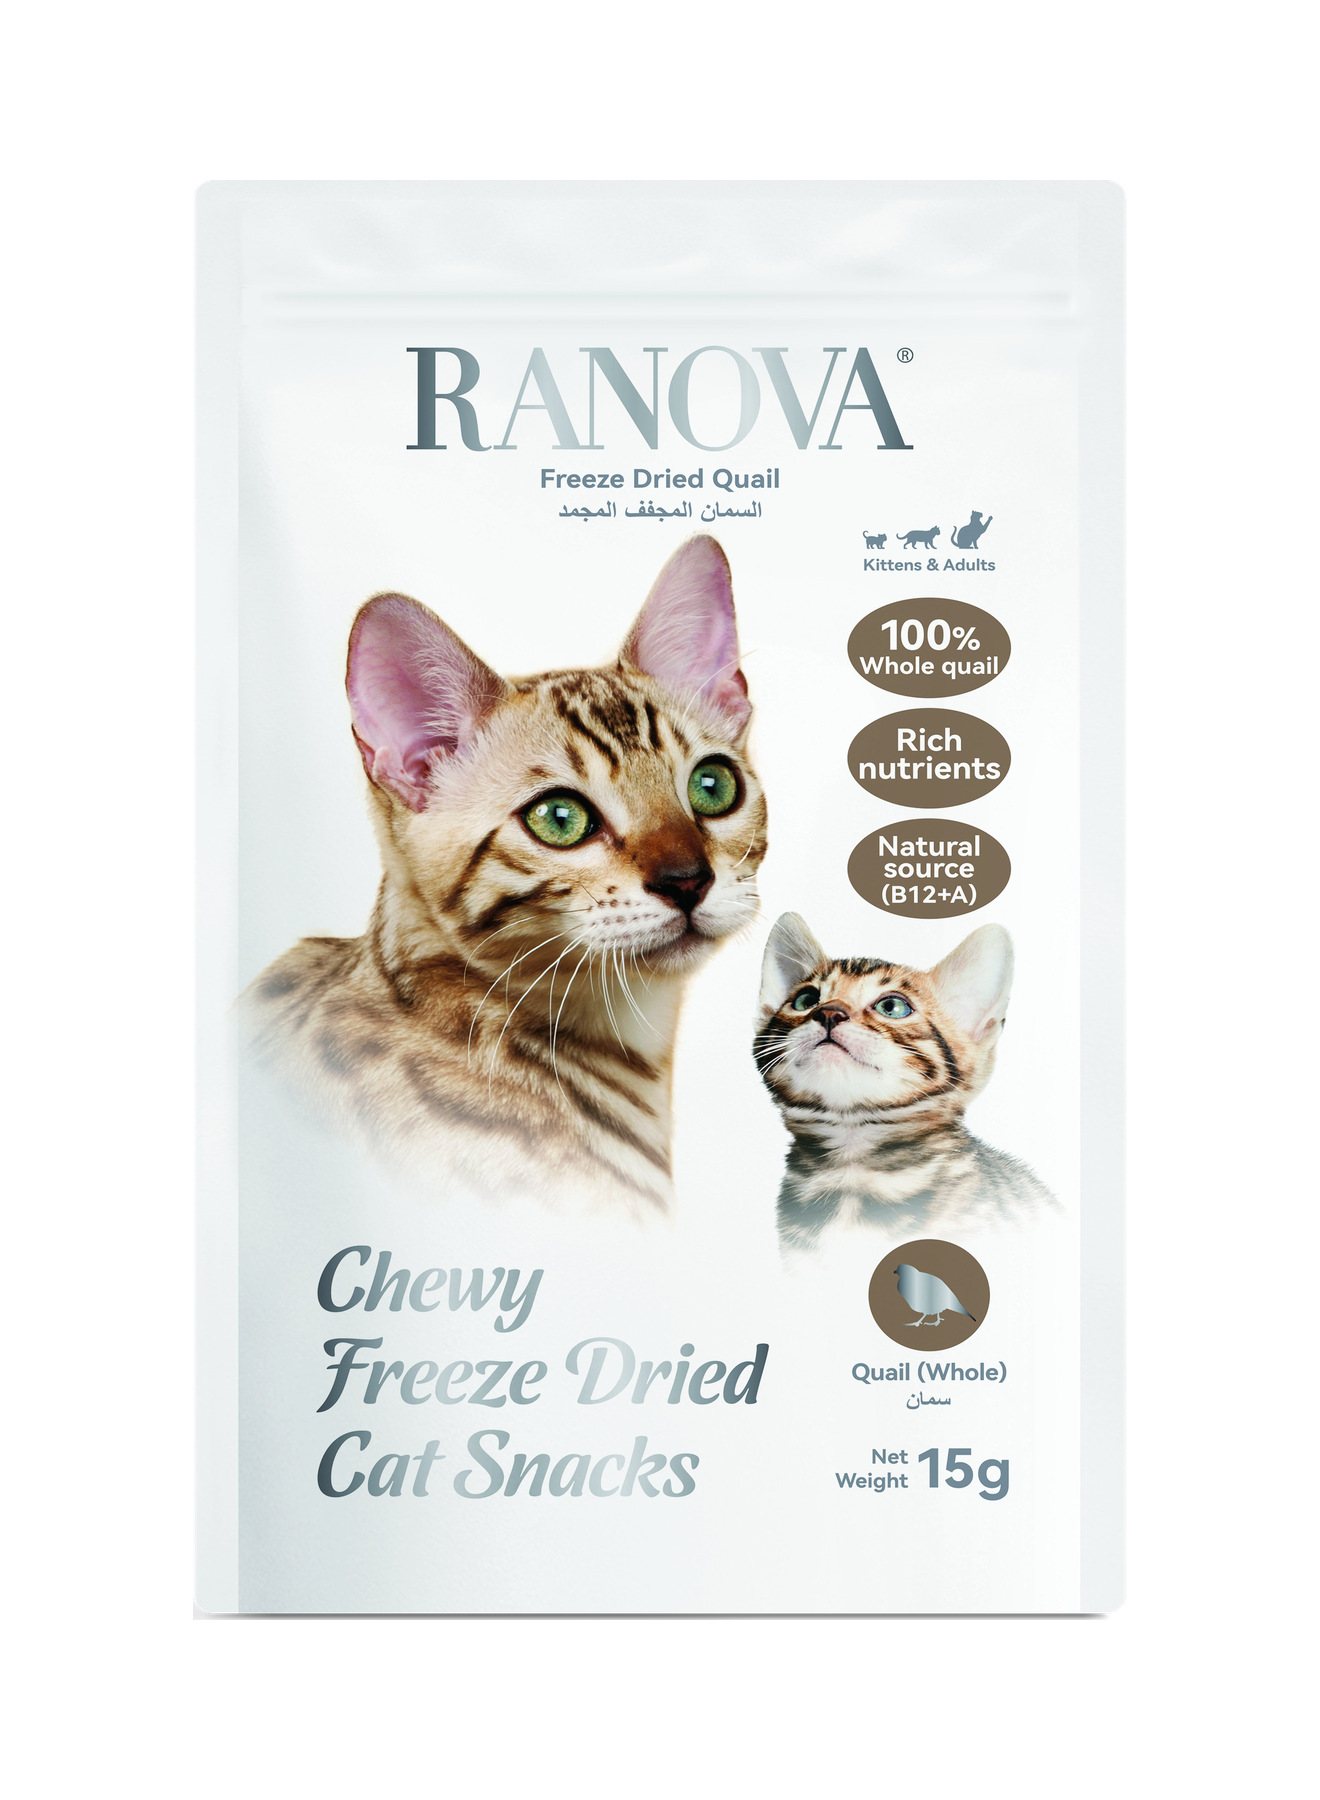 RANOVA®
Freeze Dried Quail
السمان المجفف المجمد
Kittens & Adults
100%
Whole quail
Rich
nutrients
Natural
source
(B12+A)
Chewy
Freeze Dried
Cat Snacks
Quail (Whole)
سمان
Net
Weight 15g